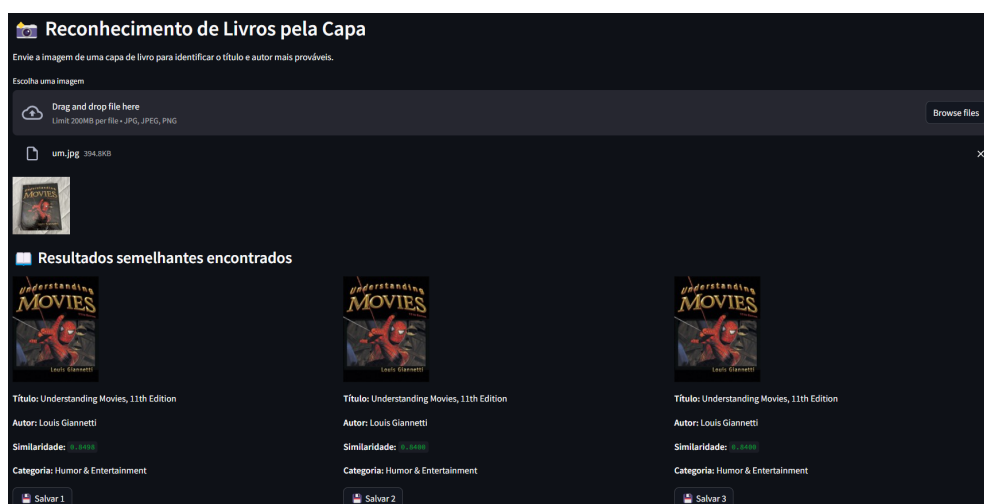 Reconhecimento de Livros pela Capa
Envie a imagem de uma capa de livro para identificar o título e autor mais prováveis.
Escolha uma imagem
Drag and drop file here
Limit 200MB per file • JPG, JPEG, PNG
Browse files
um.jpg 394.8KB
MOVIES
Resultados semelhantes encontrados
Understanding
MOVIES
Louis Giannetti
Understanding
MOVIES
Louis Giannetti
Understanding
MOVIES
Louis Giannetti
Título: Understanding Movies, 11th Edition
Título: Understanding Movies, 11th Edition
Título: Understanding Movies, 11th Edition
Autor: Louis Giannetti
Autor: Louis Giannetti
Autor: Louis Giannetti
Similaridade: 0.8498
Similaridade:
Similaridade:
Categoria: Humor & Entertainment
Categoria: Humor & Entertainment
Categoria: Humor & Entertainment
Salvar 1
Salvar 2
Salvar 3